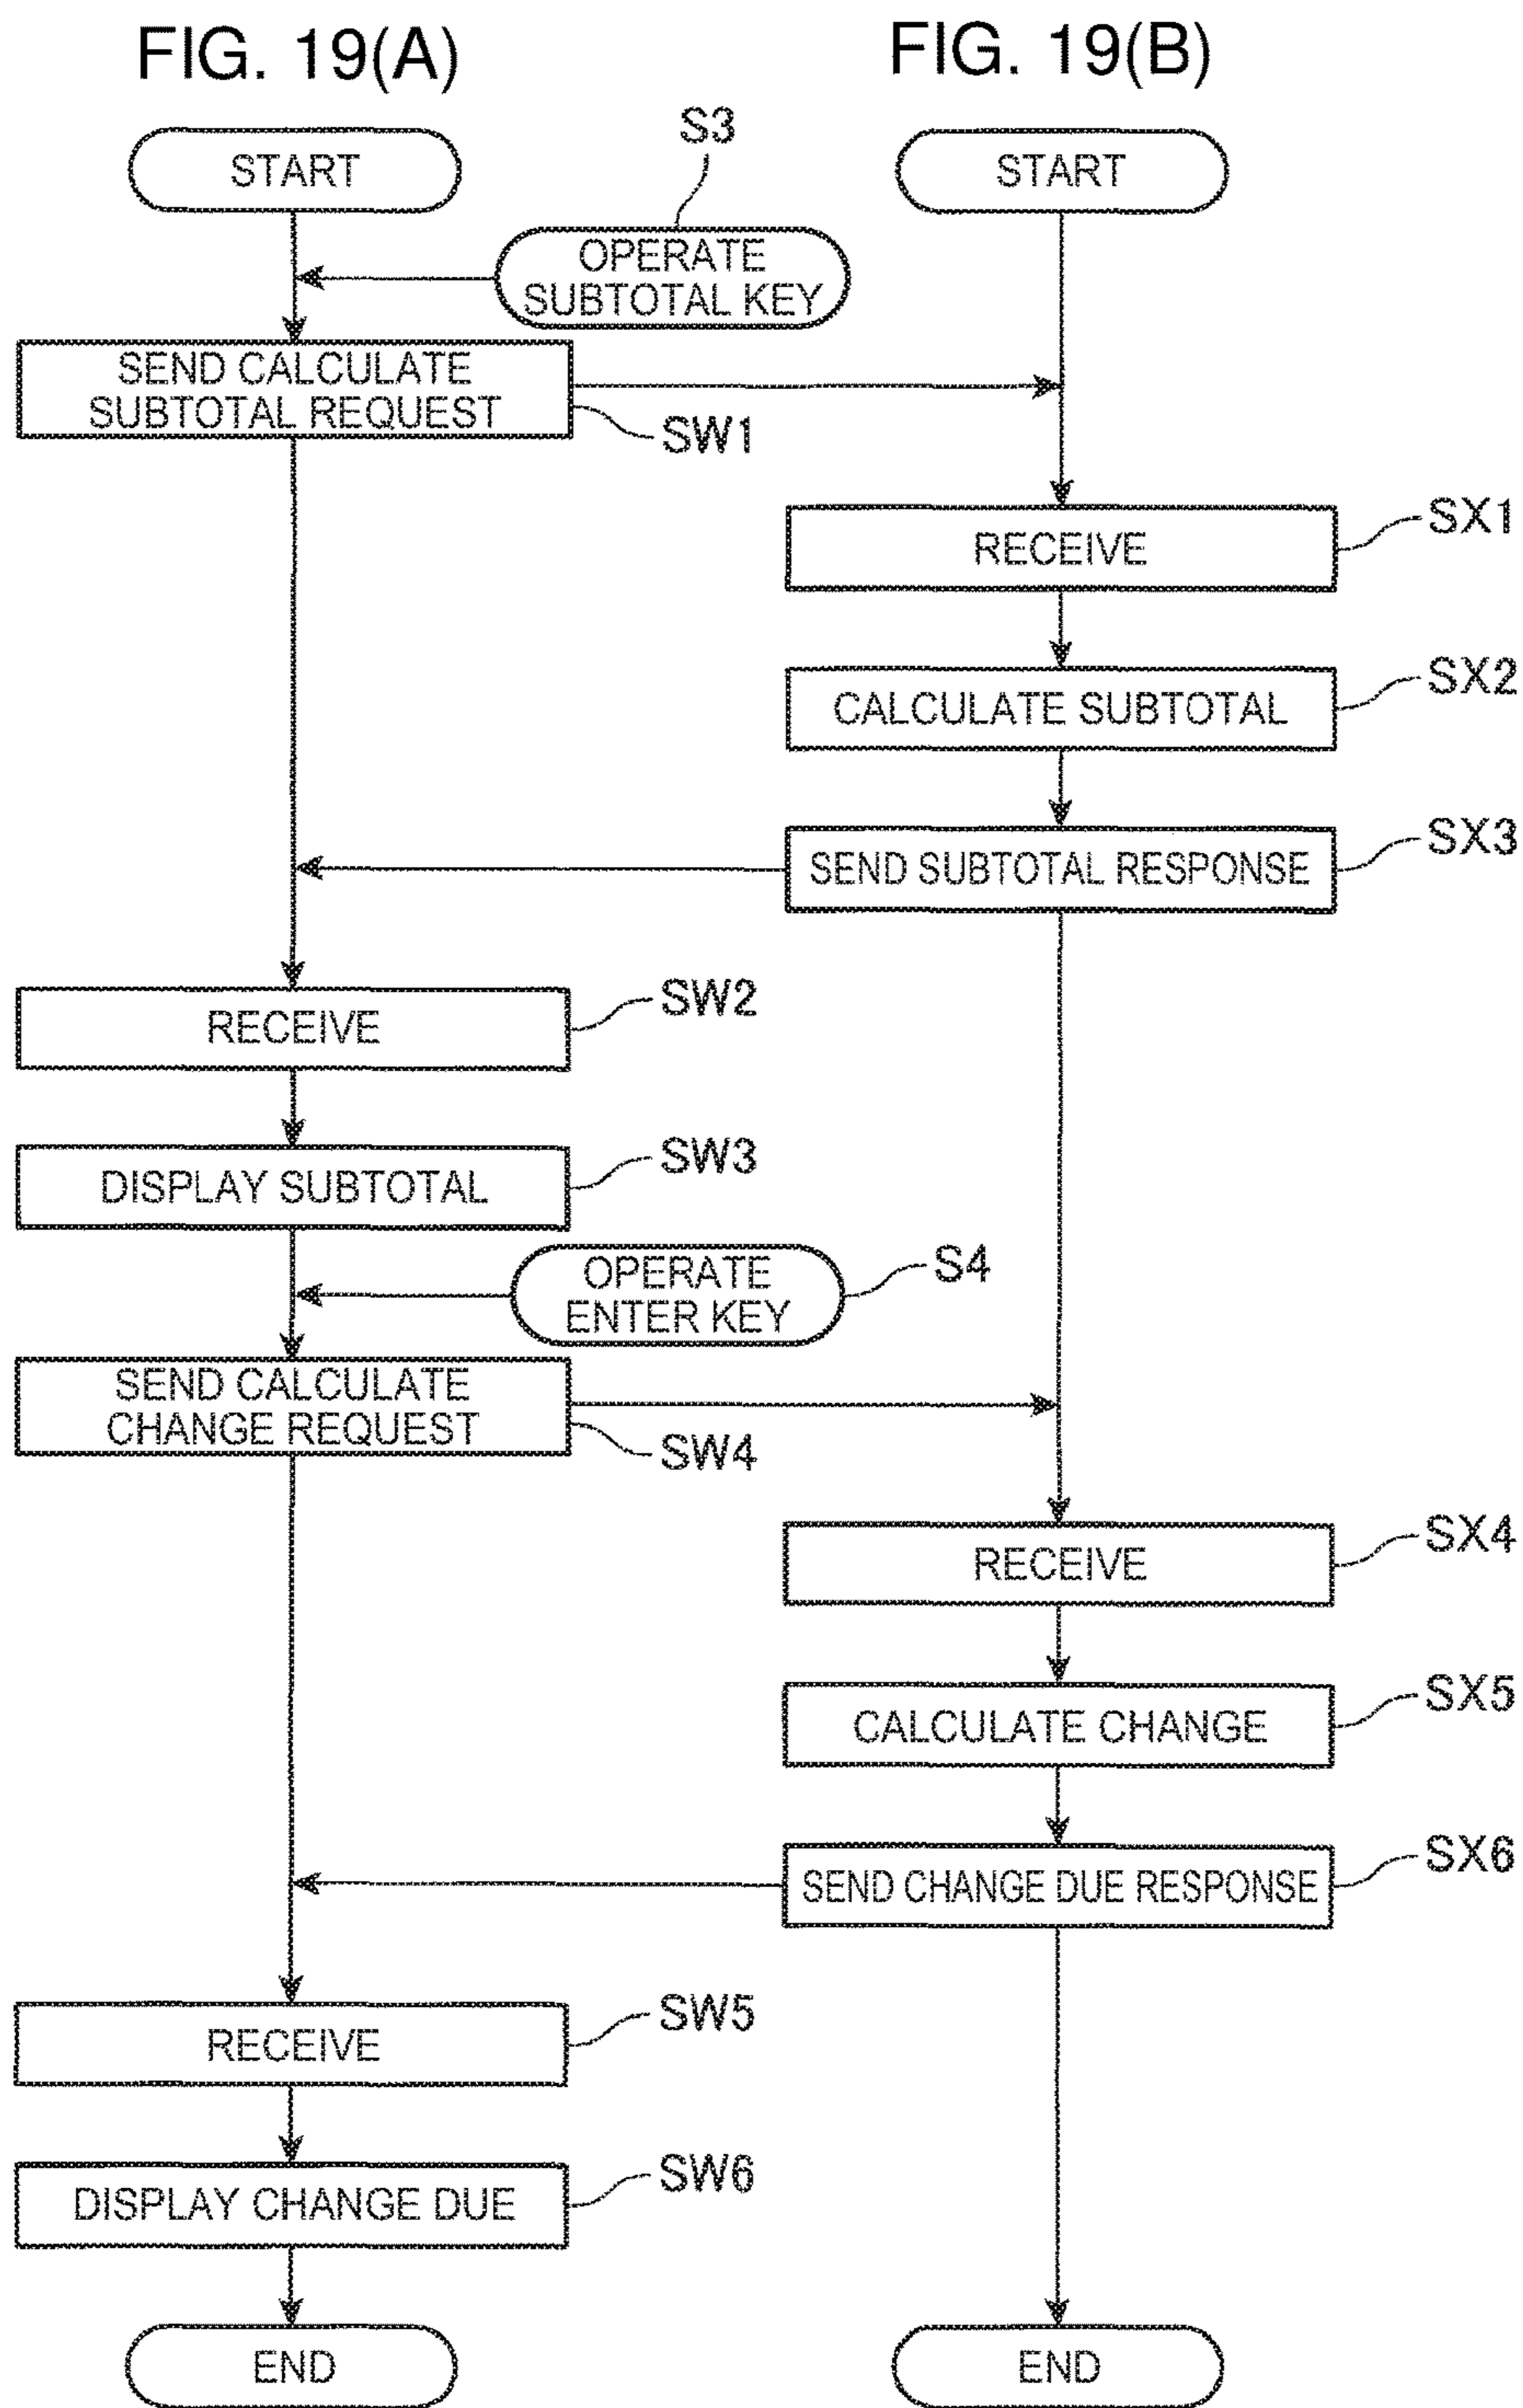 FIG. 19(A)
FIG. 19(B)
S3
START
START
OPERATE
SUBTOTAL KEY
SEND CALCULATE
SUBTOTAL REQUEST
SW1
SX1
RECEIVE
SX2
CALCULATE SUBTOTAL
SX3
SEND SUBTOTAL RESPONSE
SW2
RECEIVE
SW3
DISPLAY SUBTOTAL
OPERATE
ENTER KEY
S4
SEND CALCULATE
CHANGE REQUEST
SW4
SX4
RECEIVE
SX5
CALCULATE CHANGE
SX6
SEND CHANGE DUE RESPONSE
SW5
RECEIVE
SW6
DISPLAY CHANGE DUE
END
END